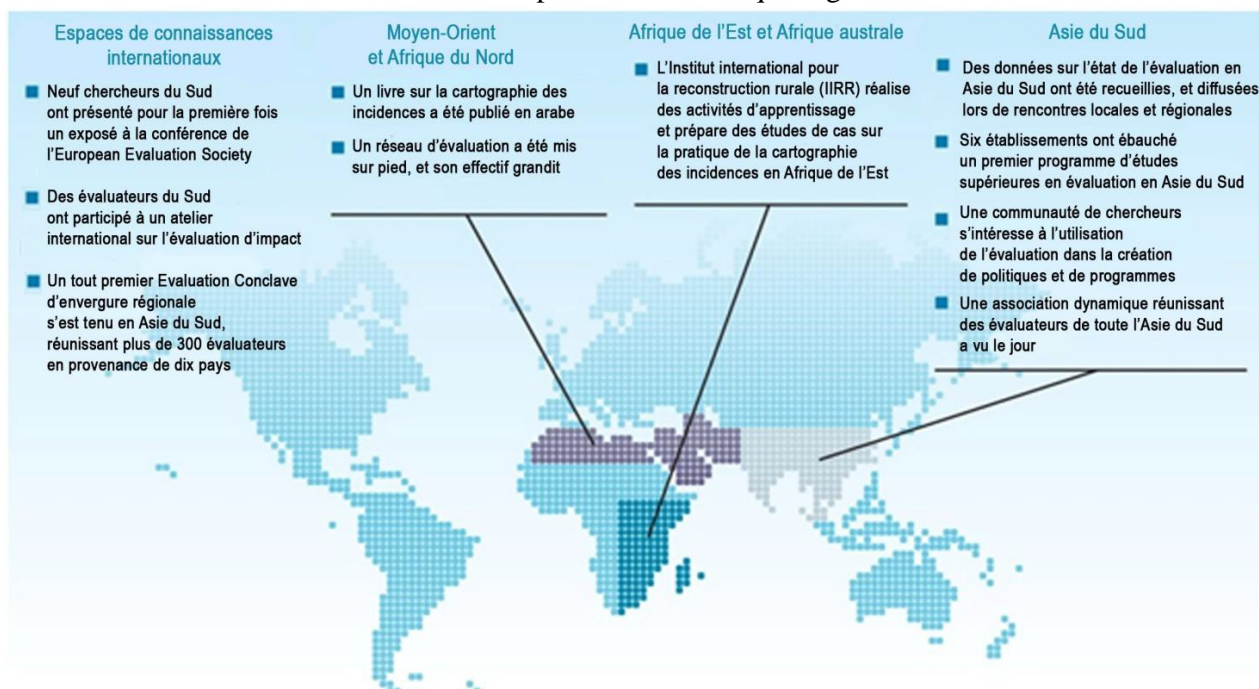 Espaces de connaissances
internationaux
Neuf chercheurs du Sud
ont présenté pour la première fois
un exposé à la conférence de
l'European Evaluation Society
Des évaluateurs du Sud
ont participé à un atelier
international sur l'évaluation d'impact
Un tout premier Evaluation Conclave
d'envergure régionale
s'est tenu en Asie du Sud,
réunissant plus de 300 évaluateurs
en provenance de dix pays
Moyen-Orient
et Afrique du Nord
Un livre sur la cartographie des
incidences a été publié en arabe
Un réseau d'évaluation a été mis
sur pied, et son effectif grandit
Afrique de l'Est et Afrique australe
L'Institut international pour
la reconstruction rurale (IIRR) réalise
des activités d'apprentissage
et prépare des études de cas sur
la pratique de la cartographie
des incidences en Afrique de l'Est
Asie du Sud
Des données sur l'état de l'évaluation en
Asie du Sud ont été recueillies, et diffusées
lors de rencontres locales et régionales
Six établissements ont ébauché
un premier programme d'études
supérieures en évaluation en Asie du Sud
Une communauté de chercheurs
s'intéresse à l'utilisation
de l'évaluation dans la création
de politiques et de programmes
Une association dynamique réunissant
des évaluateurs de toute l'Asie du Sud
a vu le jour